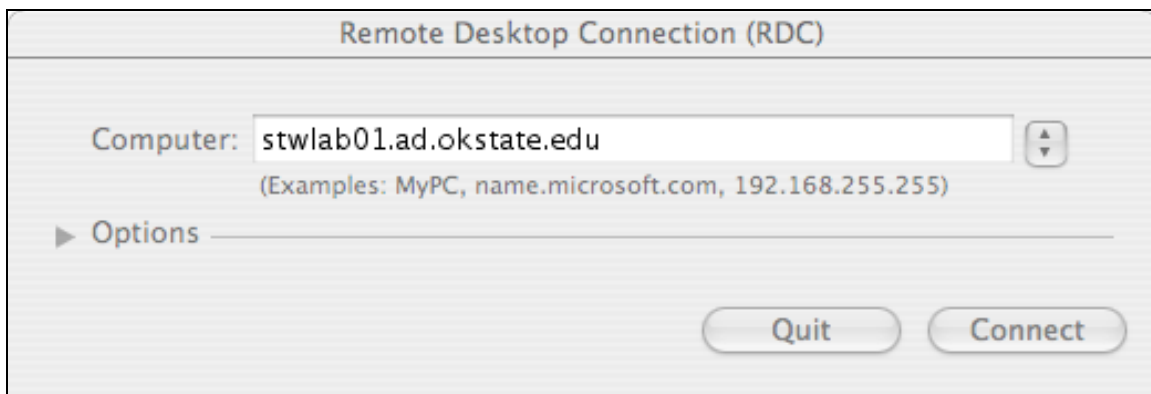 Remote Desktop Connection (RDC)
Computer: stwlab01.ad.okstate.edu
(Examples: MyPC, name.microsoft.com, 192.168.255.255)
Options
Quit Connect